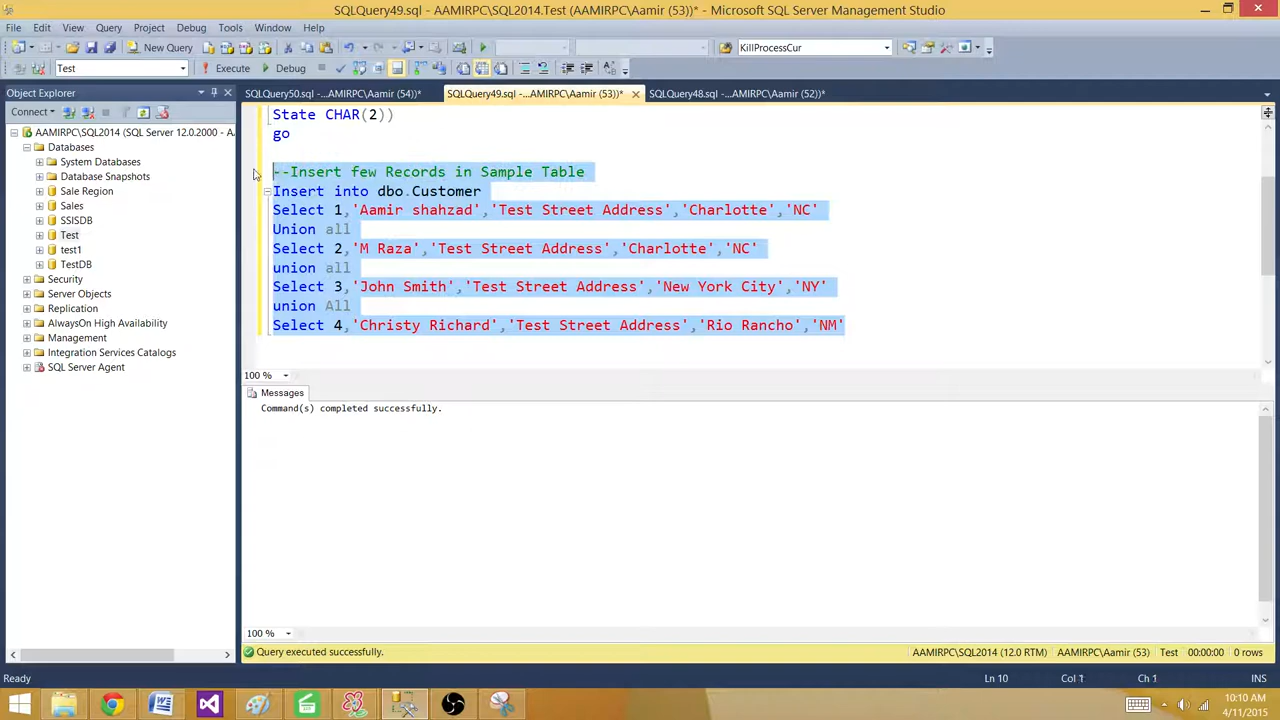 SQLQuery49.sql - AAMIRPC\SQL2014.Test (AAMIRPC\Aamir (53))* - Microsoft SQL Server Management Studio
File Edit View Query Project Debug Tools Window Help
New Query KillProcessCur
Test Execute Debug
Object Explorer
SQLQuery50.sql -...AMIRPC\Aamir (54))* SQLQuery49.sql -...AMIRPC\Aamir (53))* SQLQuery48.sql -...AMIRPC\Aamir (52))*
Connect
AAMIRPC\SQL2014 (SQL Server 12.0.2000 - A
Databases
System Databases
Database Snapshots
Sale Region
Sales
SSISDB
Test
test1
TestDB
Security
Server Objects
Replication
AlwaysOn High Availability
Management
Integration Services Catalogs
SQL Server Agent
State CHAR(2))
go
--Insert few Records in Sample Table
Insert into dbo.Customer
Select 1,'Aamir shahzad','Test Street Address','Charlotte','NC'
Union all
Select 2,'M Raza','Test Street Address','Charlotte','NC'
union all
Select 3,'John Smith','Test Street Address','New York City','NY'
union All
Select 4,'Christy Richard','Test Street Address','Rio Rancho','NM'
100 %
Messages
Command(s) completed successfully.
100 %
Query executed successfully. AAMIRPC\SQL2014 (12.0 RTM) AAMIRPC\Aamir (53) Test 00:00:00 0 rows
Ready Ln 10 Col 1 Ch 1 INS
10:10 AM
4/11/2015